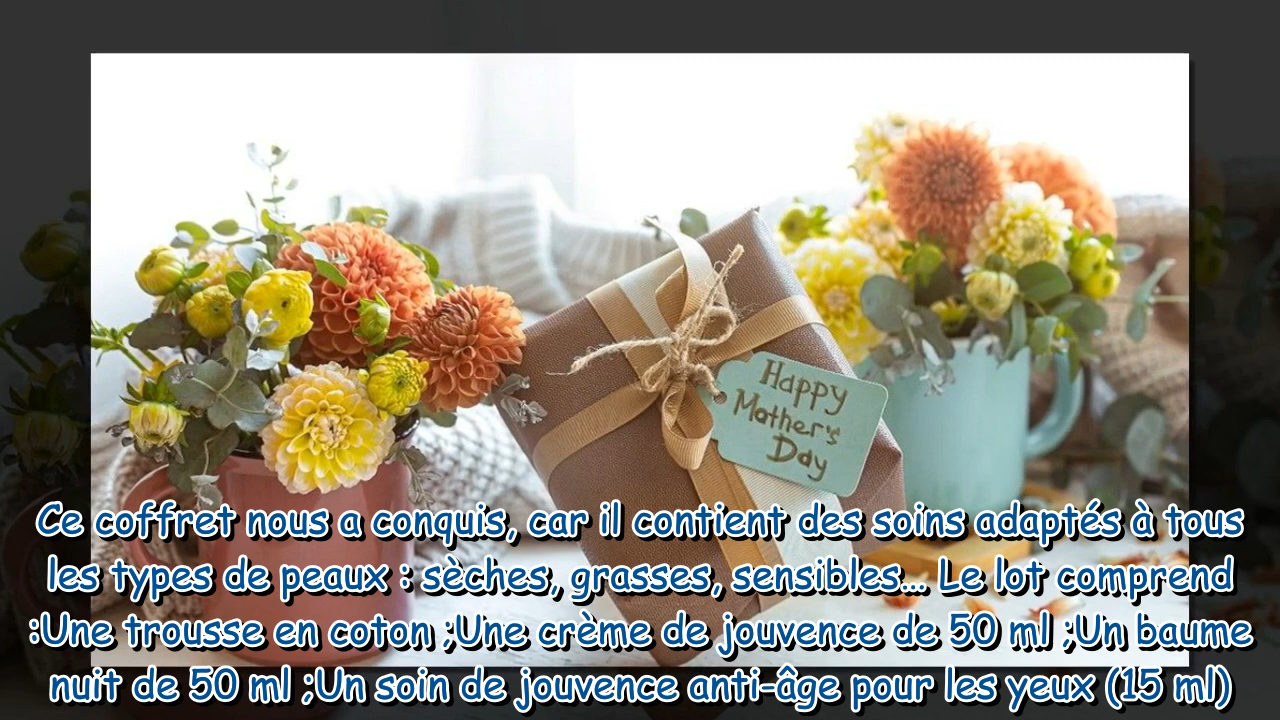 Happy
Mother's
Day
Ce coffret nous a conquis, car il contient des soins adaptés à tous
les types de peaux : sèches, grasses, sensibles... Le lot comprend
:Une trousse en coton ;Une crème de jouvence de 50 ml ;Un baume
nuit de 50 ml ;Un soin de jouvence anti-âge pour les yeux (15 ml)